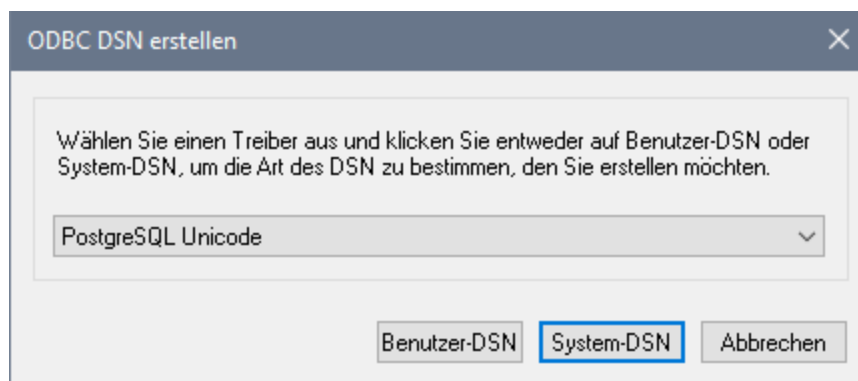 ODBC DSN erstellen
Wählen Sie einen Treiber aus und klicken Sie entweder auf Benutzer-DSN oder
System-DSN, um die Art des DSN zu bestimmen, den Sie erstellen möchten.
PostgreSQL Unicode
Benutzer-DSN System-DSN Abbrechen